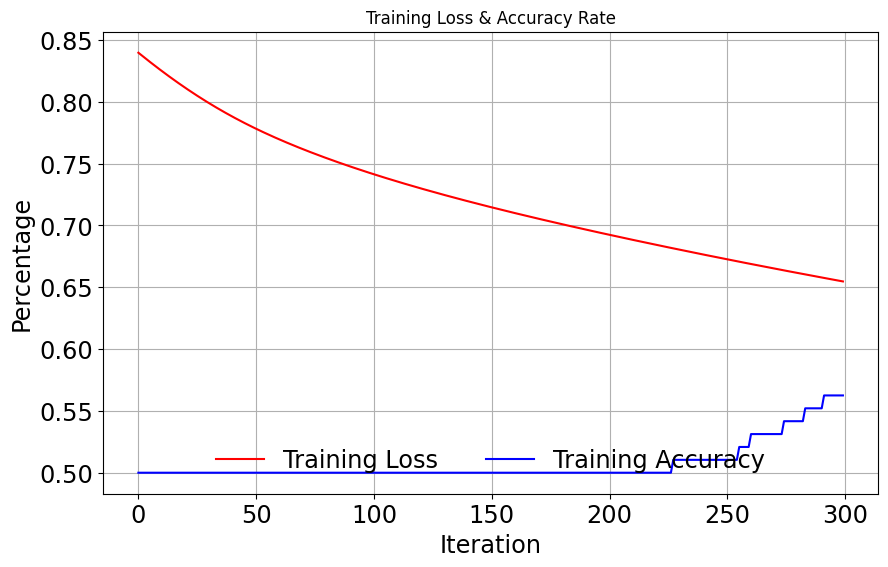 Training Loss & Accuracy Rate
0.85
0.80
0.75
0.70
0.65
0.60
0.55
0.50
Percentage
Training Loss Training Accuracy
0 50 100 150 200 250 300
Iteration